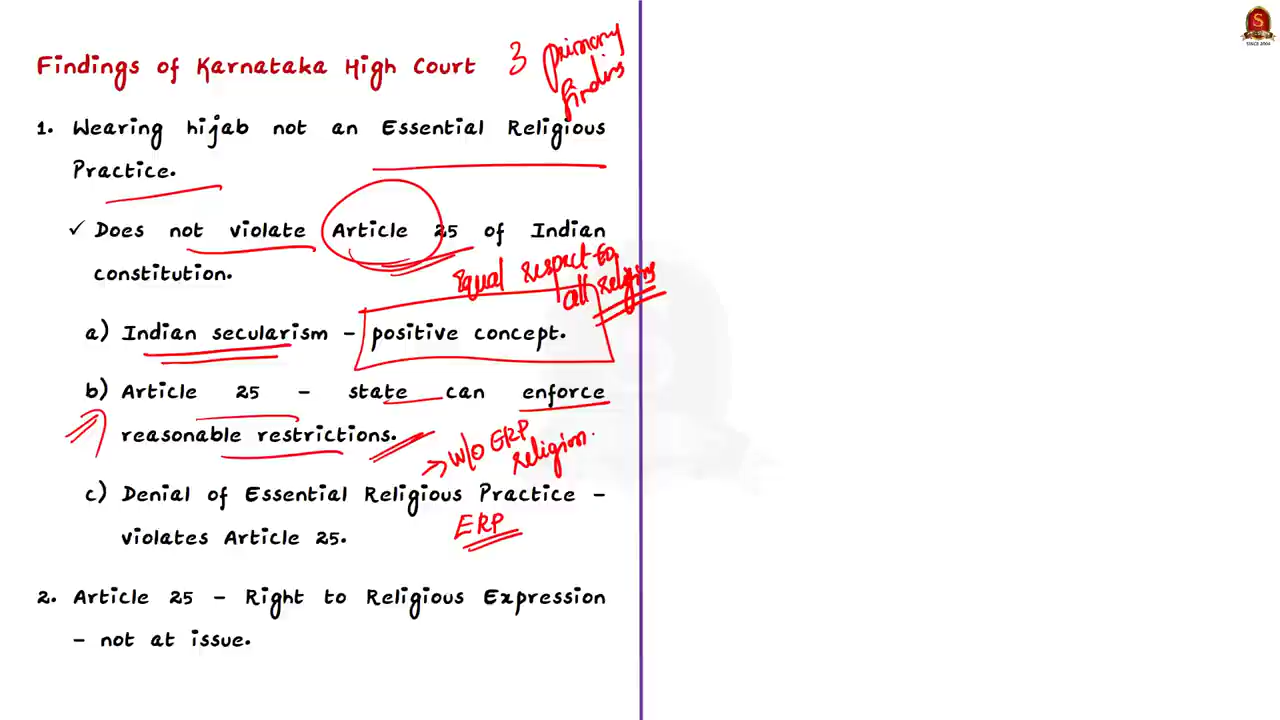 Findings of Karnataka High Court
3 primary
findins
1. Wearing hijab not an Essential Religious
Practice.
✓ Does not violate Article 25 of Indian
constitution.
Equal respect to
all religions
a) Indian secularism – positive concept.
b) Article 25 – state can enforce
reasonable restrictions.
→ W/O ERP
religion.
c) Denial of Essential Religious Practice –
violates Article 25.
ERP
2. Article 25 – Right to Religious Expression
– not at issue.
S
SINCE 2004